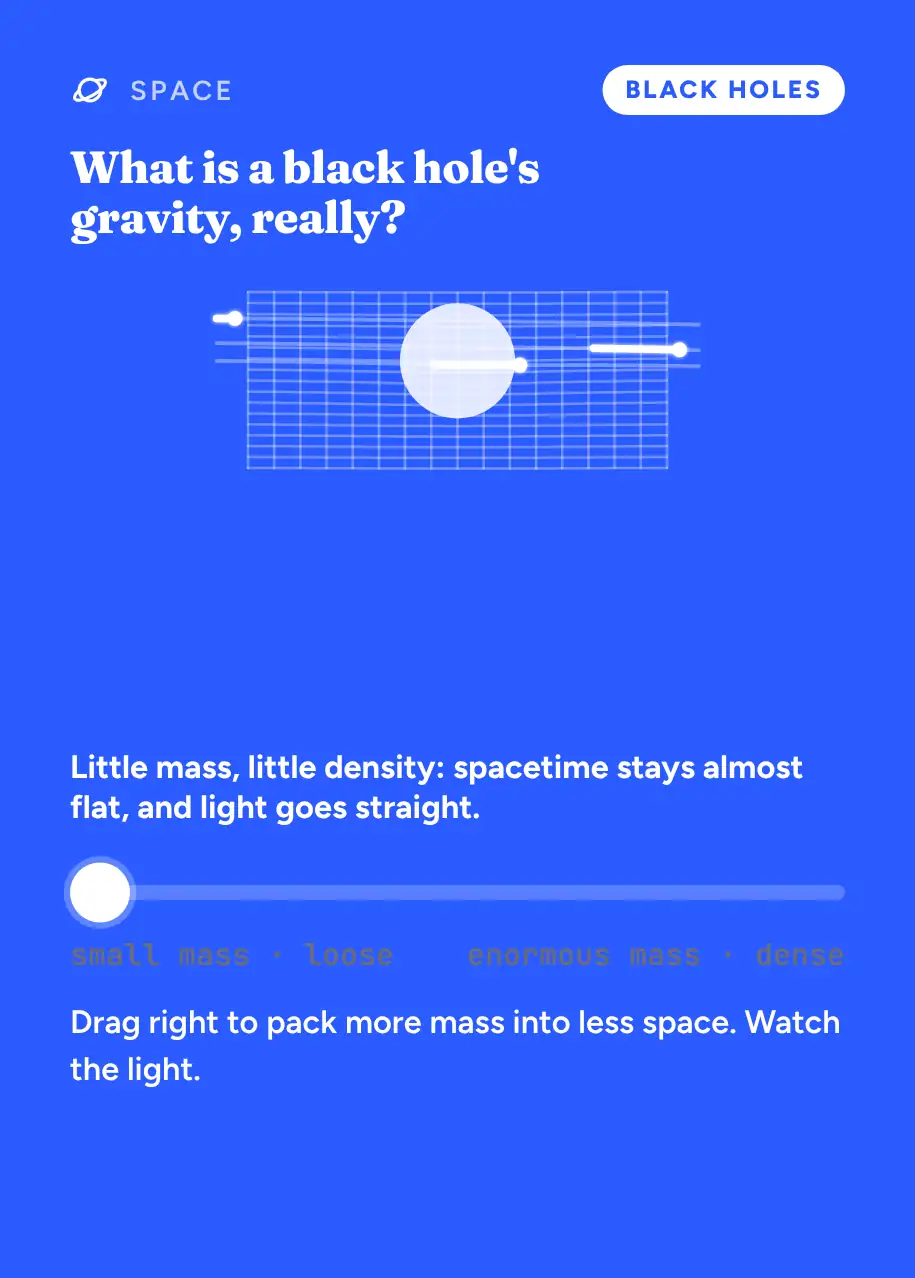 SPACE
BLACK HOLES
What is a black hole's
gravity, really?
Little mass, little density: spacetime stays almost
flat, and light goes straight.
small mass · loose
enormous mass · dense
Drag right to pack more mass into less space. Watch
the light.